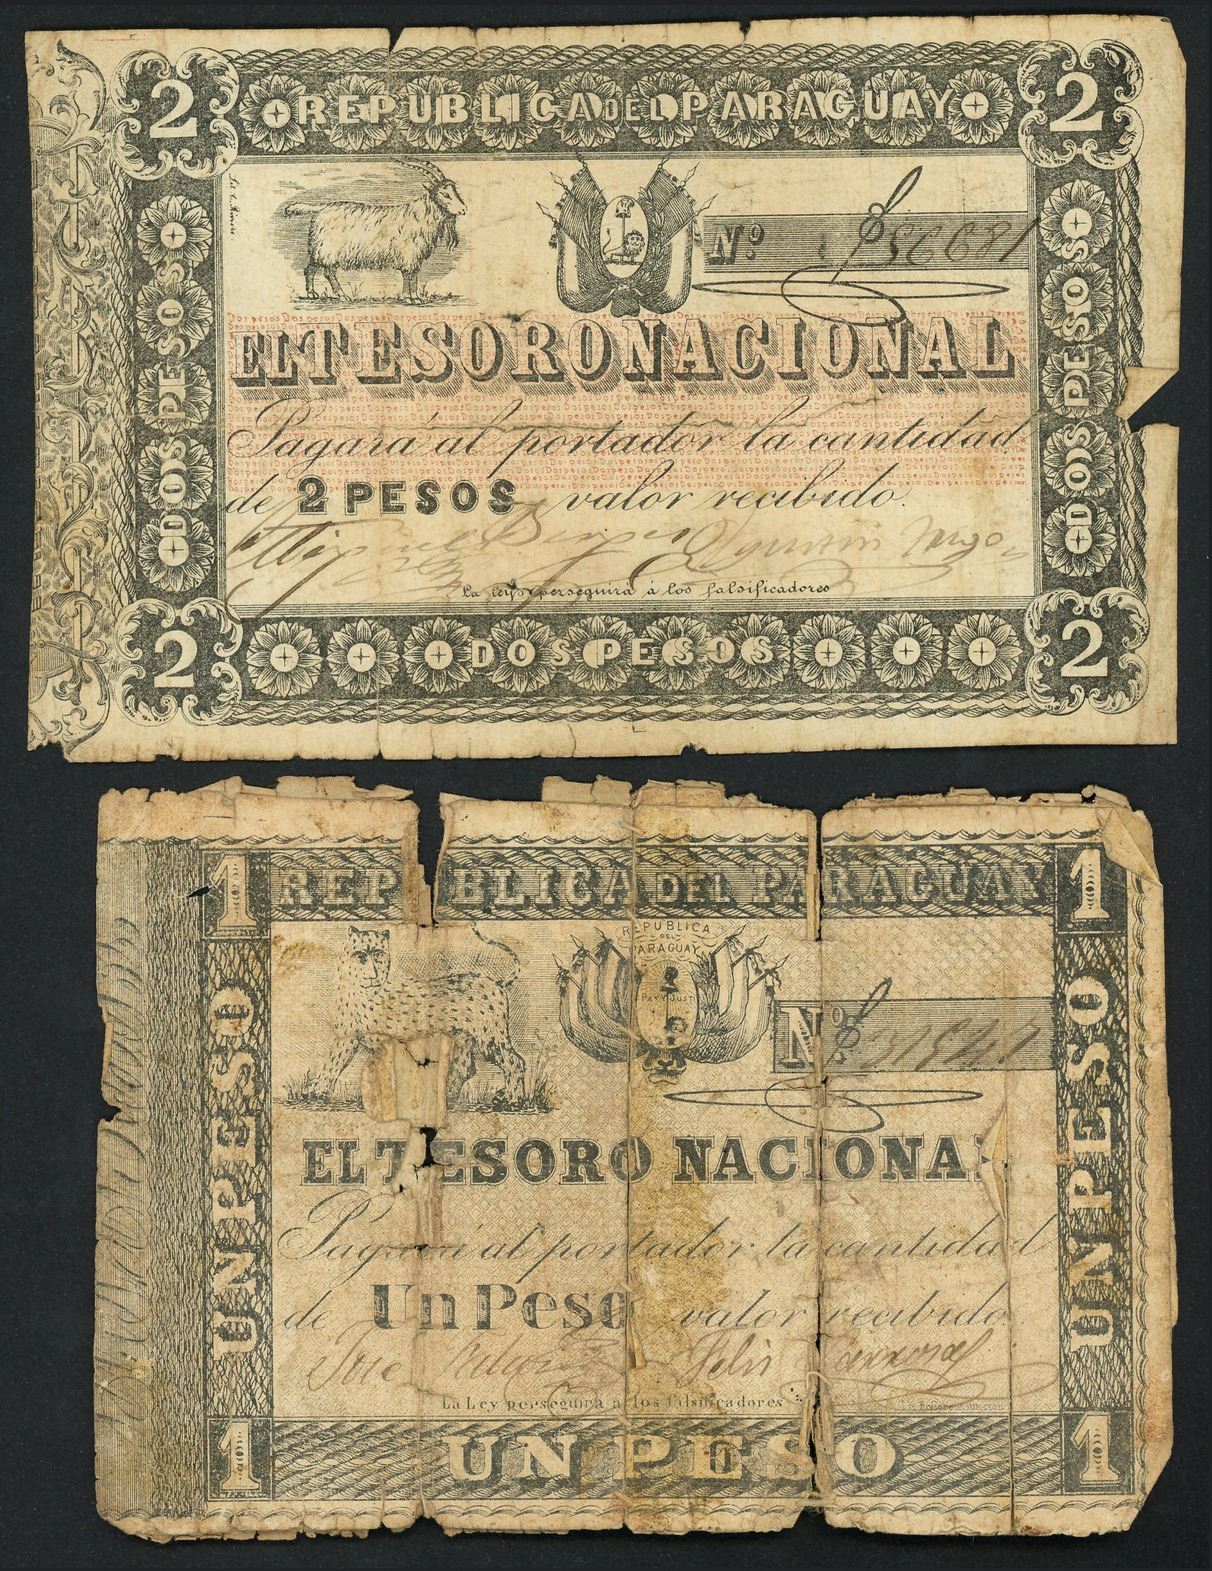 2 REPUBLICA DEL PARAGUAY 2
Nº
DOS PESOS
DOS PESOS
EL TESORO NACIONAL
Pagará al portador la cantidad
de 2 PESOS valor recibido.
La ley perseguirá á los falsificadores
2 DOS PESOS 2
1 REPUBLICA DEL PARAGUAY 1
REPUBLICA
DEL
PARAGUAY
Nº
UN PESO
UN PESO
EL TESORO NACIONAL
Pagará al portador la cantidad
de Un Peso valor recibido.
La Ley perseguirá a los falsificadores
1 UN PESO 1